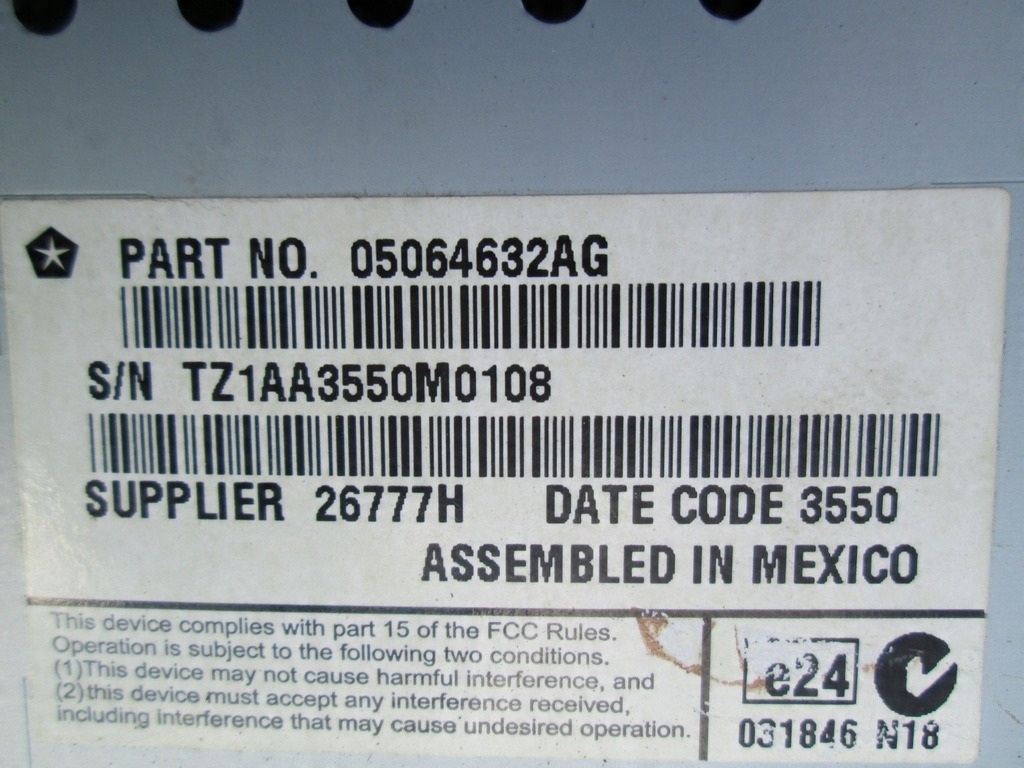 PART NO. 05064632AG
S/N TZ1AA3550M0108
SUPPLIER 26777H DATE CODE 3550
ASSEMBLED IN MEXICO
This device complies with part 15 of the FCC Rules.
Operation is subject to the following two conditions.
(1)This device may not cause harmful interference, and
(2)this device must accept any interference received,
including interference that may cause undesired operation.
e24
031846 N18